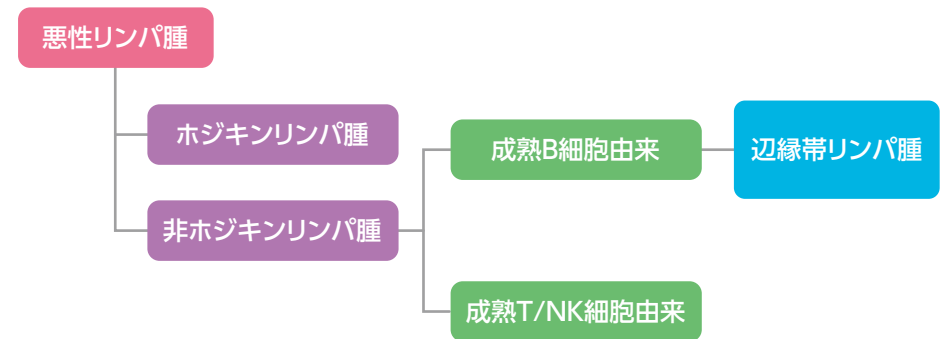 悪性リンパ腫
ホジキンリンパ腫
成熟B細胞由来
辺縁帯リンパ腫
非ホジキンリンパ腫
成熟T/NK細胞由来